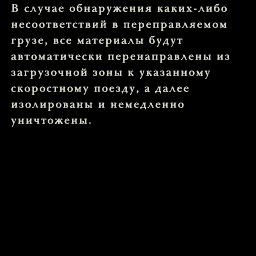 В случае обнаружения каких-либо
несоответствий в переправляемом
грузе, все материалы будут
автоматически перенаправлены из
загрузочной зоны к указанному
скоростному поезду, а далее
изолированы и немедленно
уничтожены.